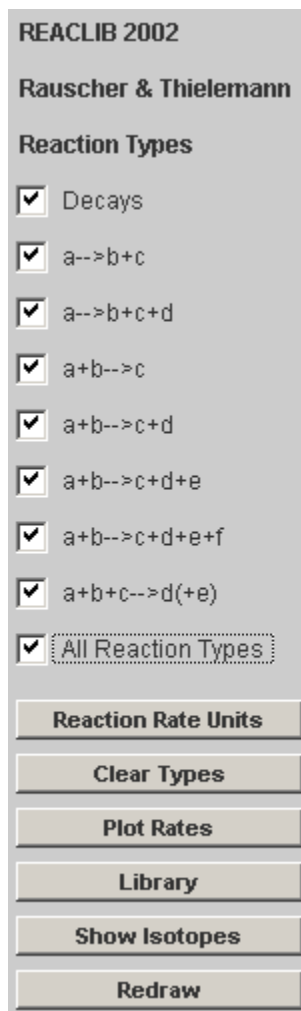 REACLIB 2002
Rauscher & Thielemann
Reaction Types
Decays
a-->b+c
a-->b+c+d
a+b-->c
a+b-->c+d
a+b-->c+d+e
a+b-->c+d+e+f
a+b+c-->d(+e)
All Reaction Types
Reaction Rate Units
Clear Types
Plot Rates
Library
Show Isotopes
Redraw